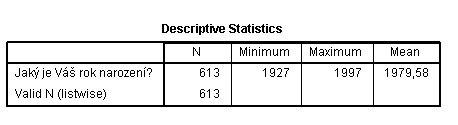 Descriptive Statistics
N Minimum Maximum Mean
Jaký je Váš rok narození? 613 1927 1997 1979,58
Valid N (listwise) 613